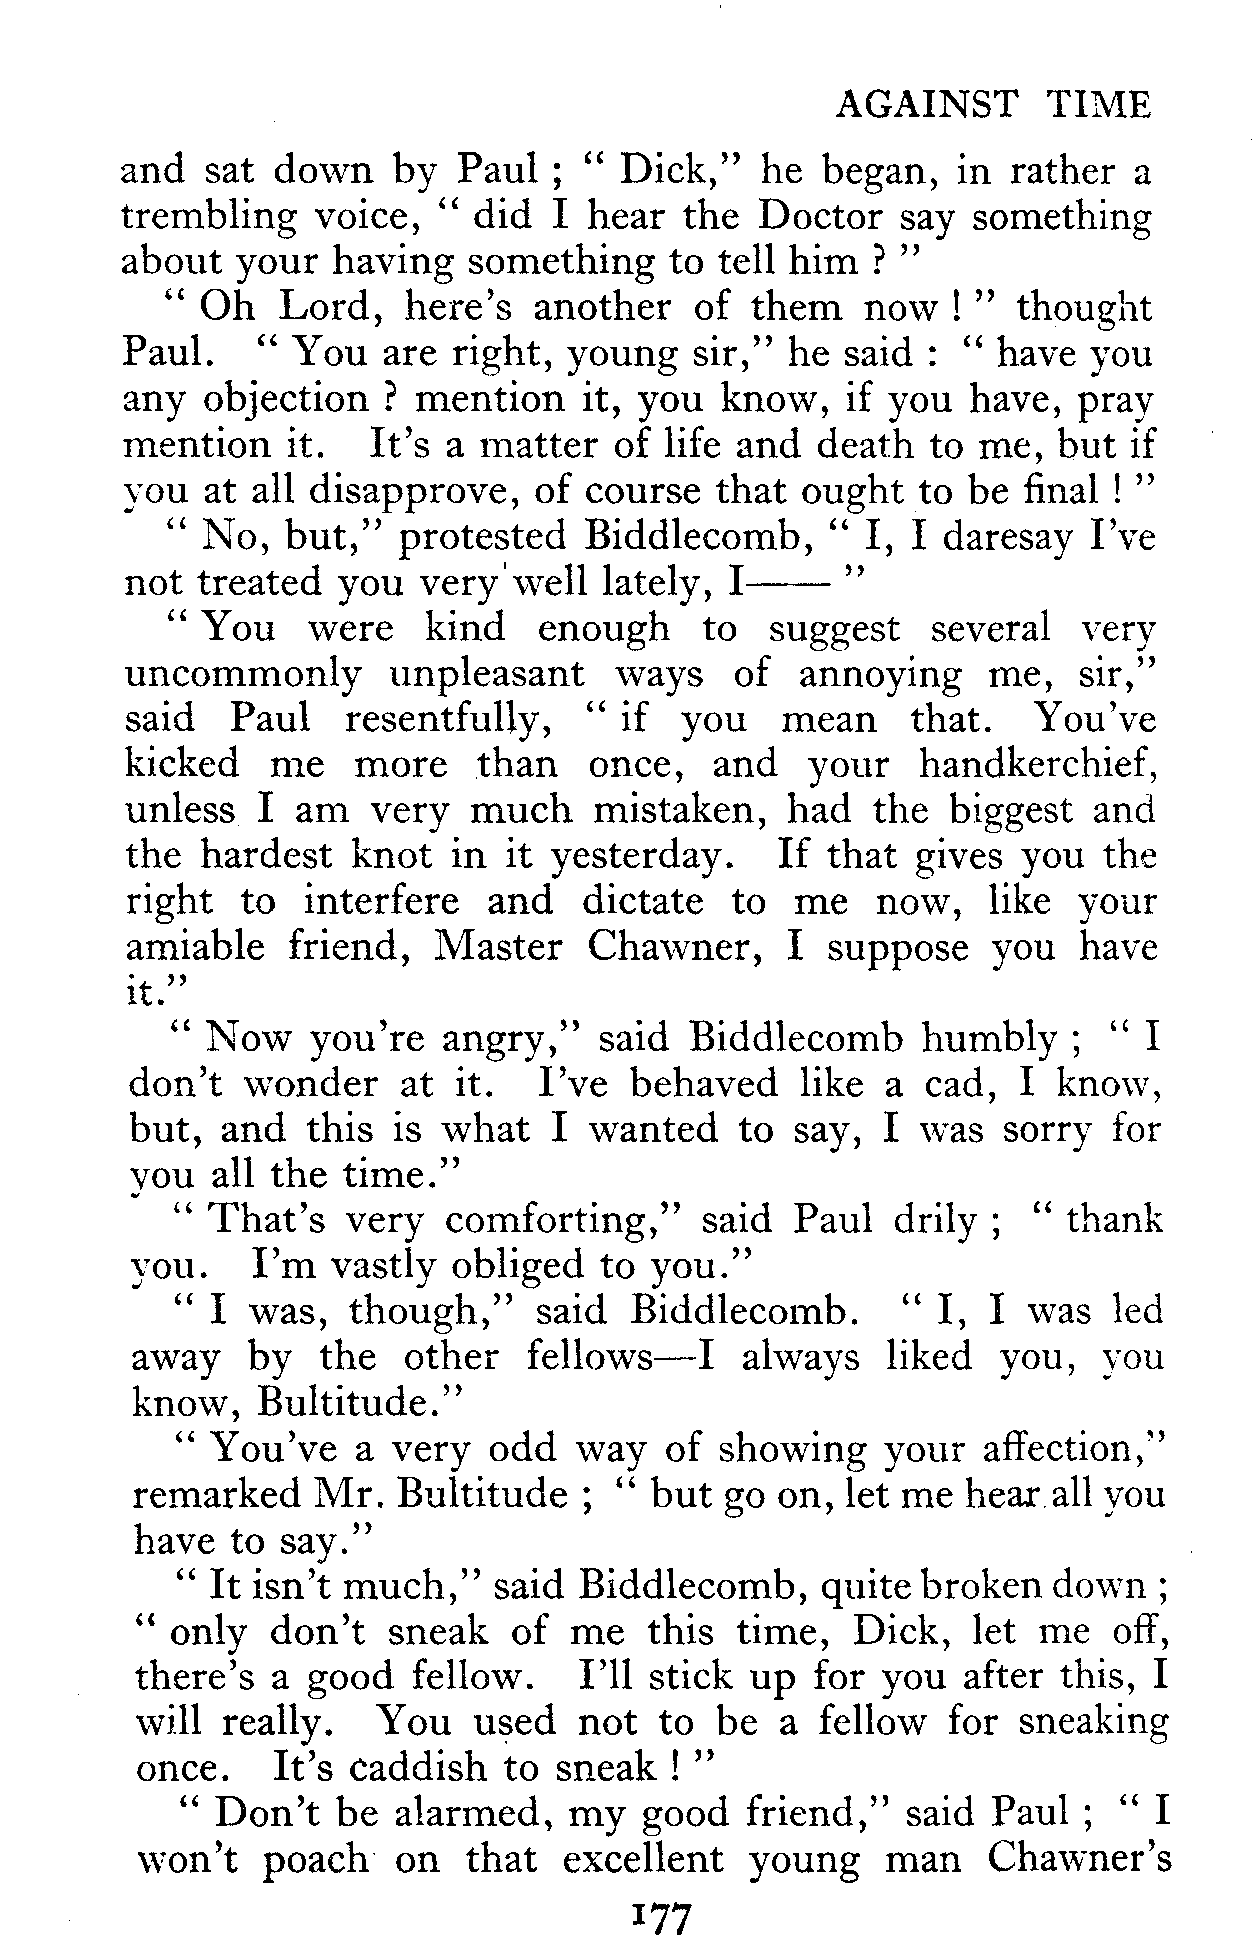 AGAINST TIME
and sat down by Paul ; " Dick," he began, in rather a
trembling voice, " did I hear the Doctor say something
about your having something to tell him ? "
" Oh Lord, here's another of them now ! " thought
Paul. " You are right, young sir," he said : " have you
any objection ? mention it, you know, if you have, pray
mention it. It's a matter of life and death to me, but if
you at all disapprove, of course that ought to be final ! "
" No, but," protested Biddlecomb, " I, I daresay I've
not treated you very well lately, I—— "
" You were kind enough to suggest several very
uncommonly unpleasant ways of annoying me, sir,"
said Paul resentfully, " if you mean that. You've
kicked me more than once, and your handkerchief,
unless I am very much mistaken, had the biggest and
the hardest knot in it yesterday. If that gives you the
right to interfere and dictate to me now, like your
amiable friend, Master Chawner, I suppose you have
it."
" Now you're angry," said Biddlecomb humbly ; " I
don't wonder at it. I've behaved like a cad, I know,
but, and this is what I wanted to say, I was sorry for
you all the time."
" That's very comforting," said Paul drily ; " thank
you. I'm vastly obliged to you."
" I was, though," said Biddlecomb. " I, I was led
away by the other fellows—I always liked you, you
know, Bultitude."
" You've a very odd way of showing your affection,"
remarked Mr. Bultitude ; " but go on, let me hear all you
have to say."
" It isn't much," said Biddlecomb, quite broken down ;
" only don't sneak of me this time, Dick, let me off,
there's a good fellow. I'll stick up for you after this, I
will really. You used not to be a fellow for sneaking
once. It's caddish to sneak ! "
" Don't be alarmed, my good friend," said Paul ; " I
won't poach on that excellent young man Chawner's
177